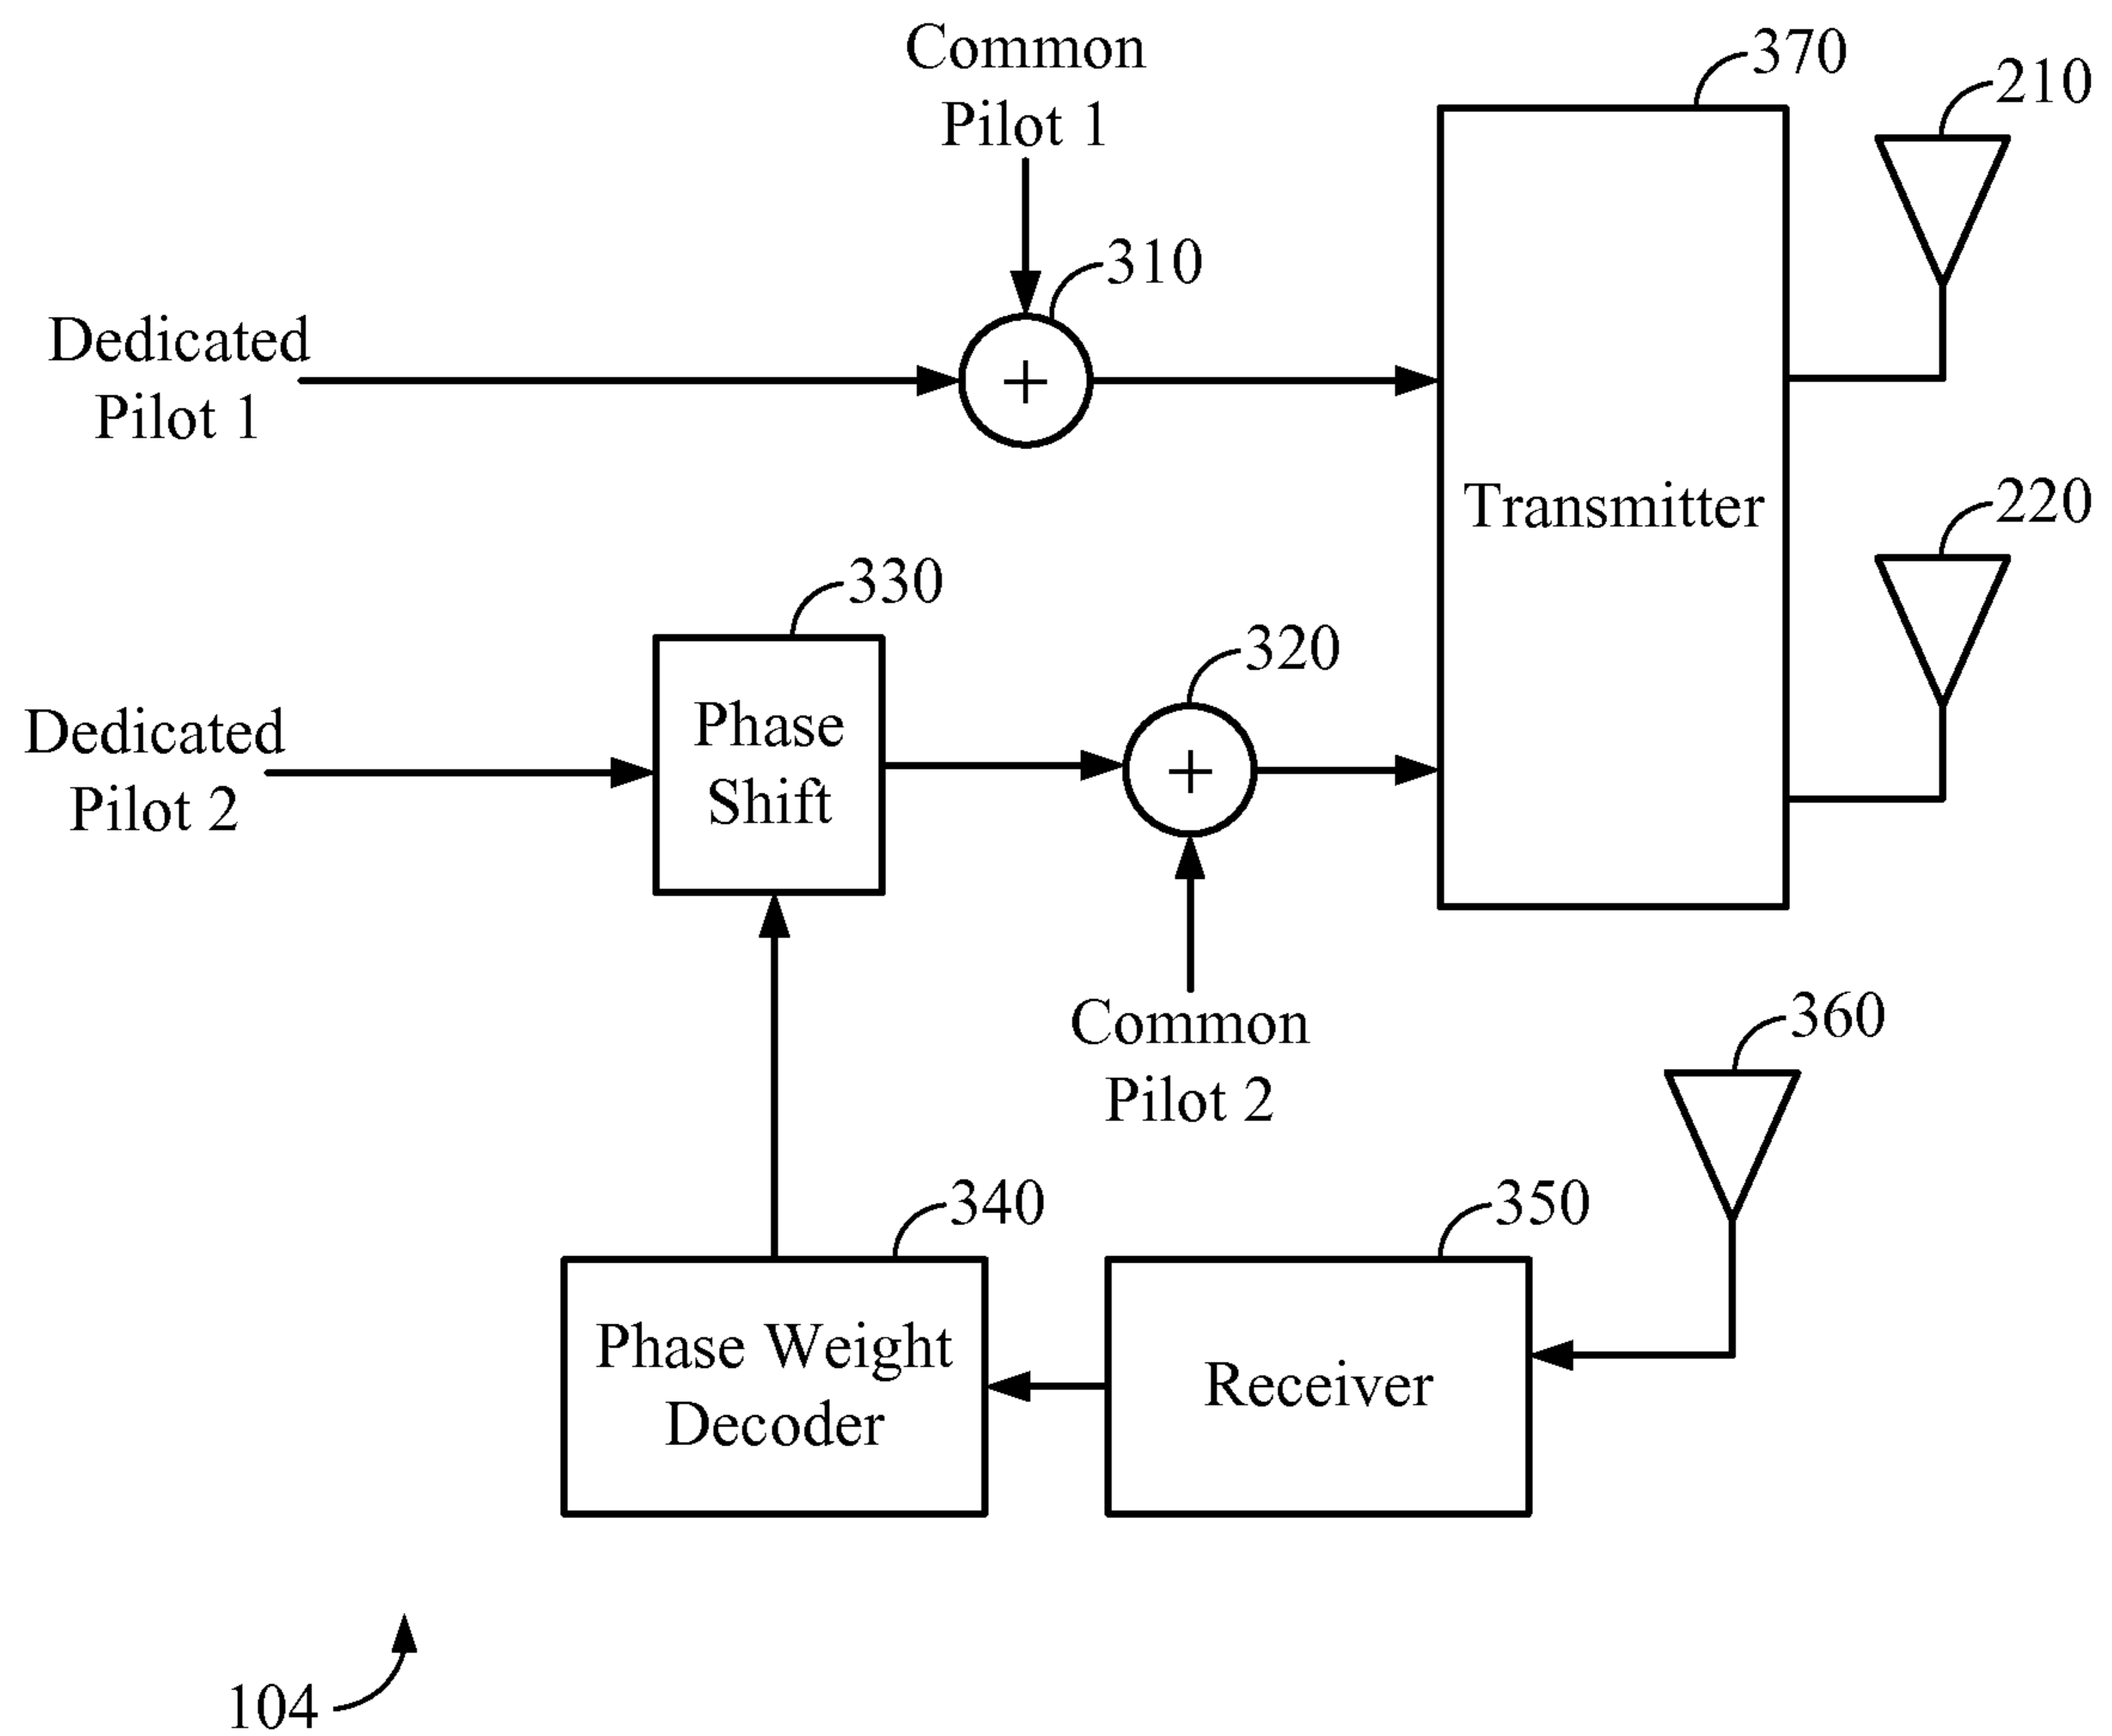 Common
Pilot 1
370
210
310
Dedicated
Pilot 1
+
Transmitter
220
330
320
Phase
Shift
Dedicated
Pilot 2
+
Common
Pilot 2
360
340
350
Phase Weight
Decoder
Receiver
104